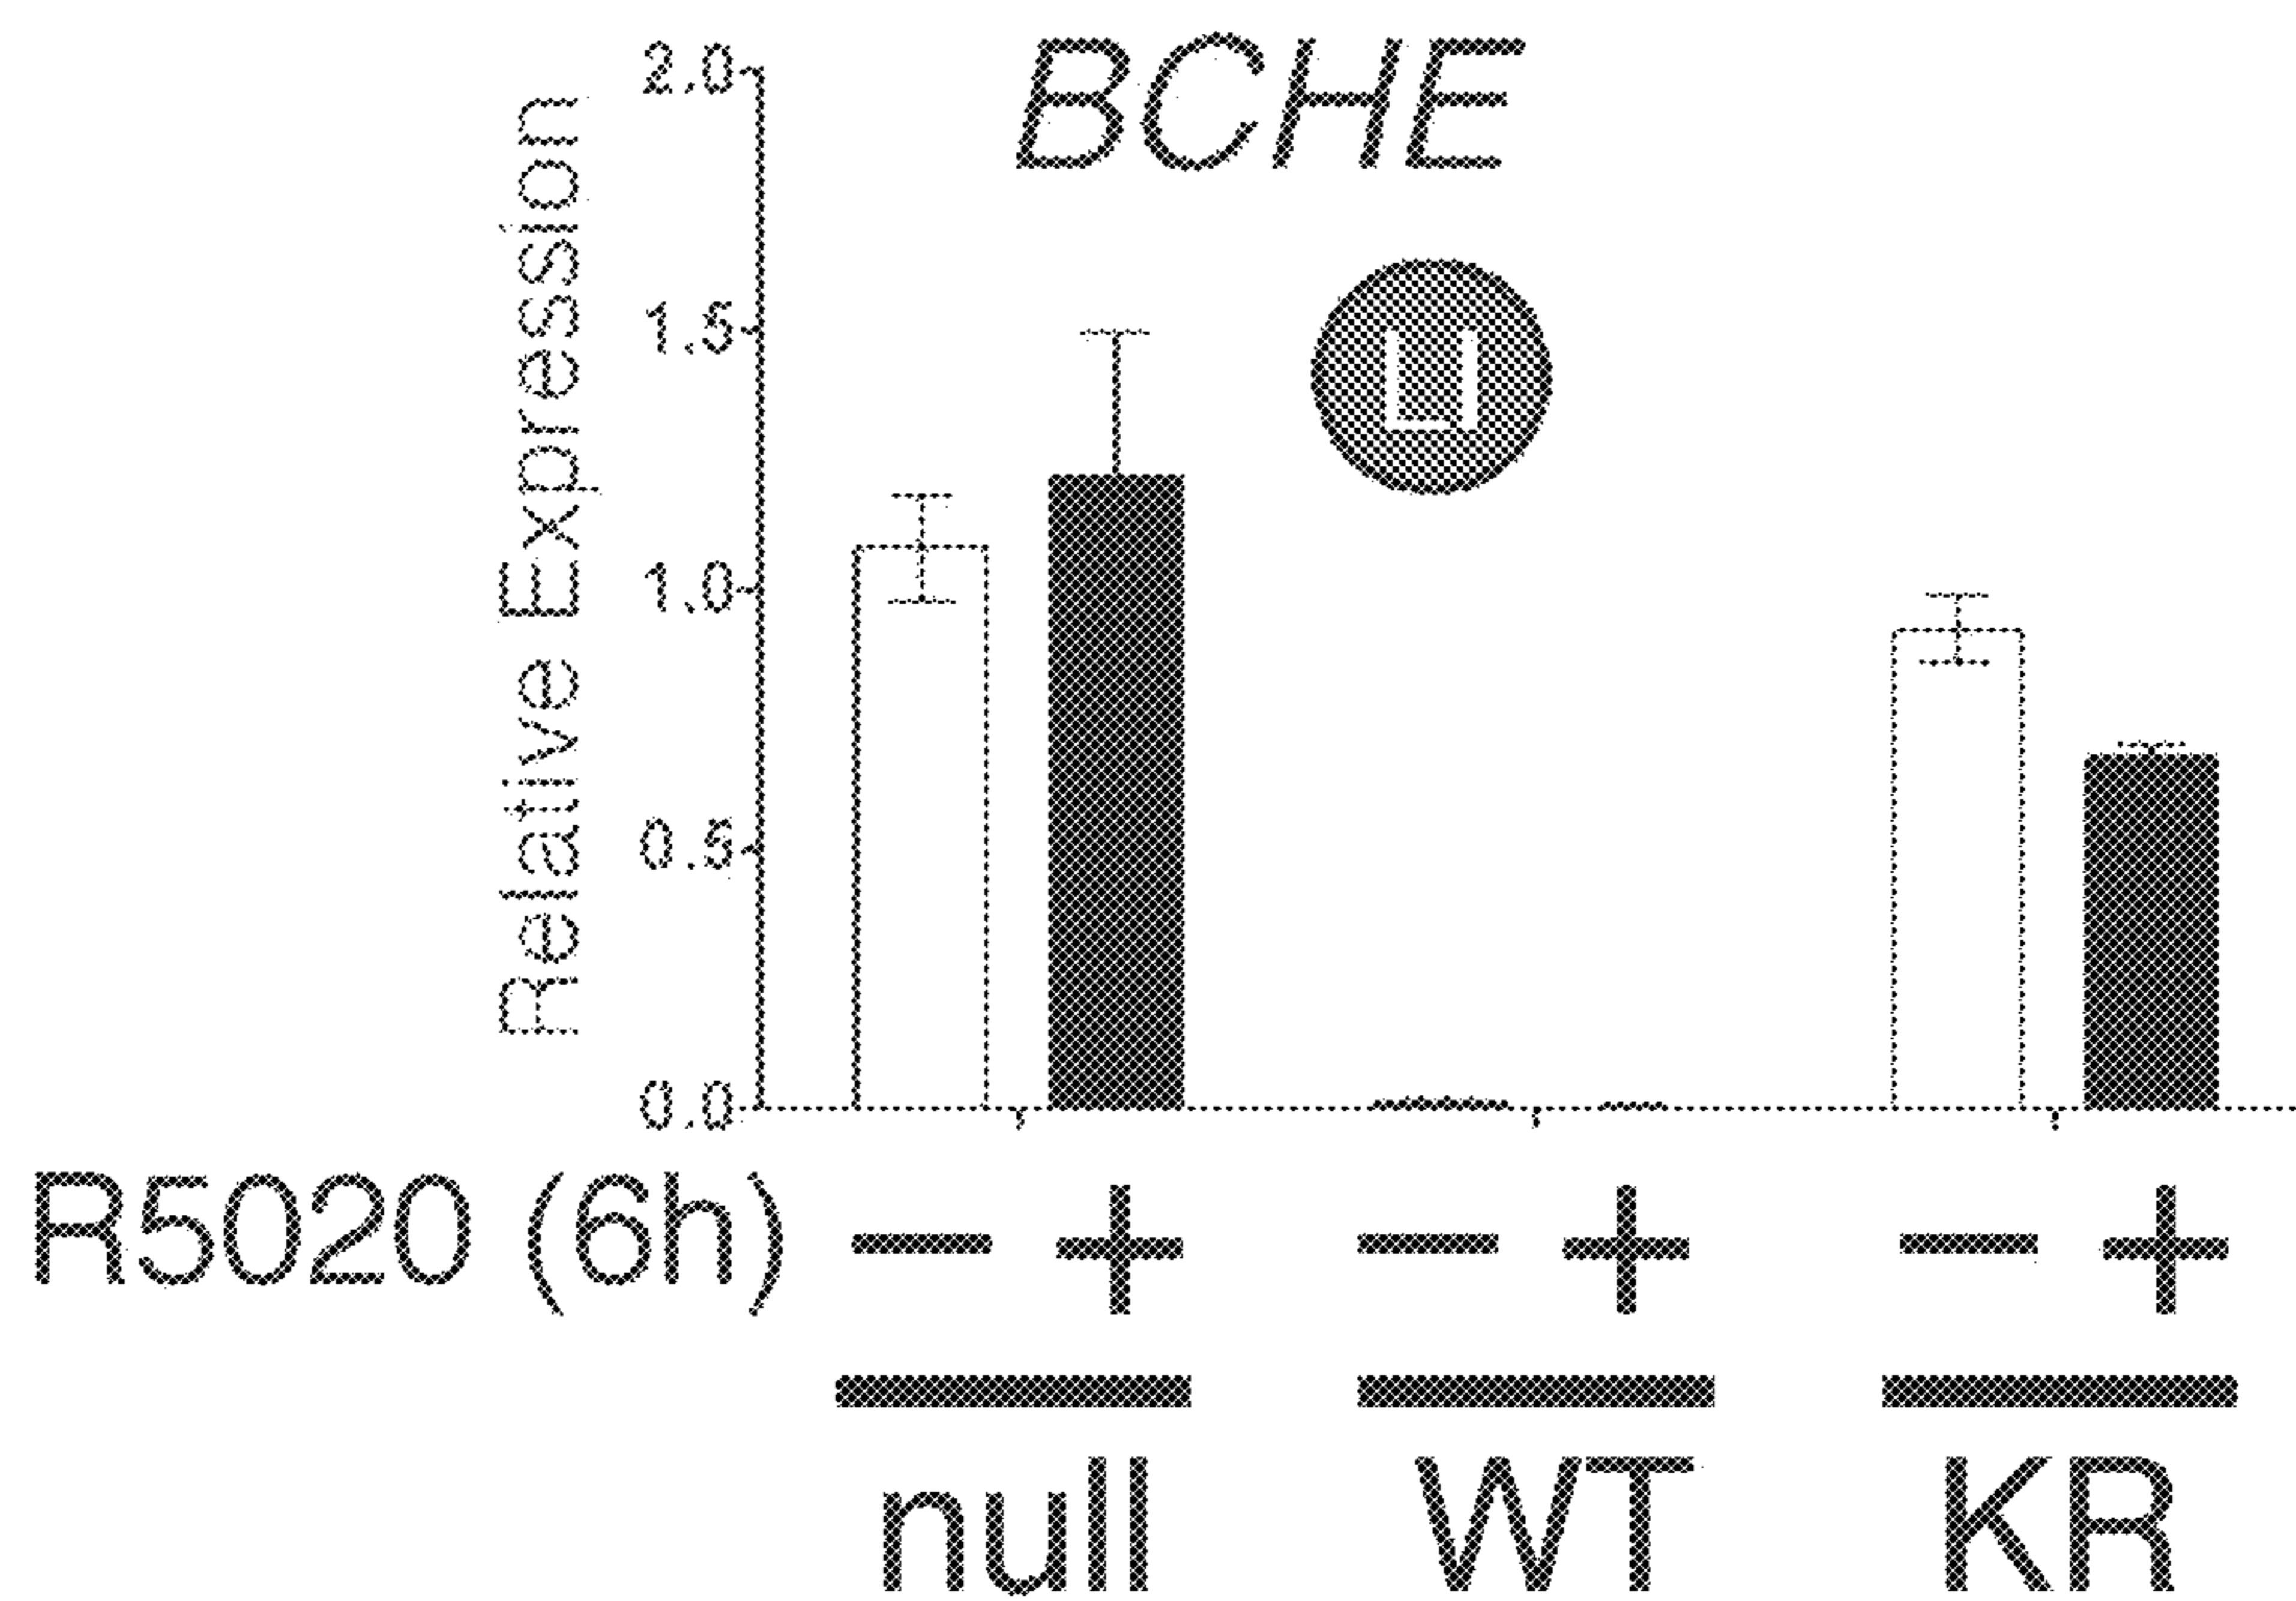 BCHE
Relative Expression
2.0
1.5
1.0
0.5
0.0
R5020 (6h) − + − + − +
null WT KR